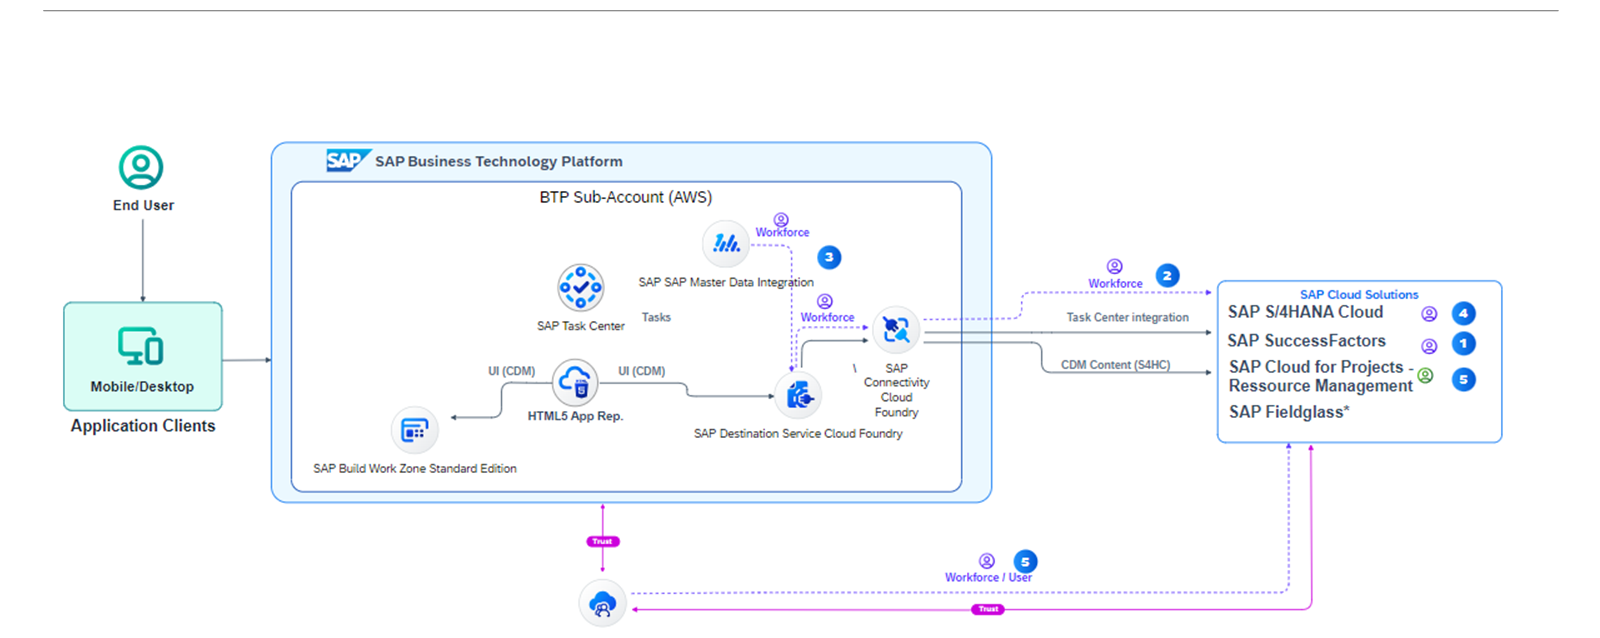 SAP SAP Business Technology Platform
BTP Sub-Account (AWS)
End User
Workforce
3
SAP SAP Master Data Integration
Workforce
2
SAP Cloud Solutions
SAP S/4HANA Cloud
4
SAP SuccessFactors
1
SAP Cloud for Projects -
Ressource Management
5
SAP Fieldglass*
Workforce
Tasks
SAP Task Center
Task Center integration
UI (CDM)
UI (CDM)
CDM Content (S4HC)
\
SAP
Connectivity
Cloud
Foundry
Mobile/Desktop
Application Clients
5
HTML5 App Rep.
SAP Destination Service Cloud Foundry
SAP Build Work Zone Standard Edition
Trust
5
Workforce / User
Trust